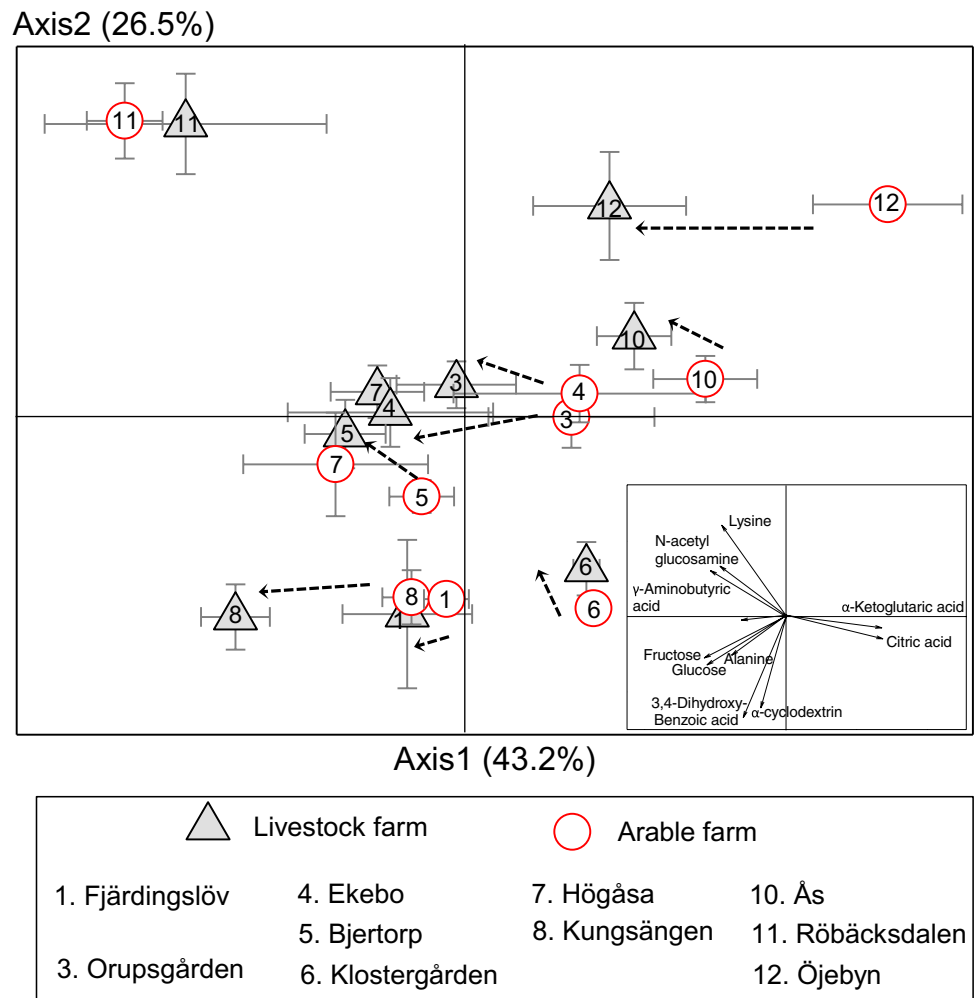 Axis2 (26.5%)
11
11
12
12
10
10
3
4
7
4
3
5
7
5
6
8
8
1
1
6
Lysine
N-acetyl
glucosamine
γ-Aminobutyric
acid
α-Ketoglutaric acid
Citric acid
Fructose
Alanine
Glucose
3,4-Dihydroxy-
Benzoic acid
α-cyclodextrin
Axis1 (43.2%)
Livestock farm
Arable farm
1. Fjärdingslöv
4. Ekebo
7. Högåsa
10. Ås
5. Bjertorp
8. Kungsängen
11. Röbäcksdalen
3. Orupsgården
6. Klostergården
12. Öjebyn